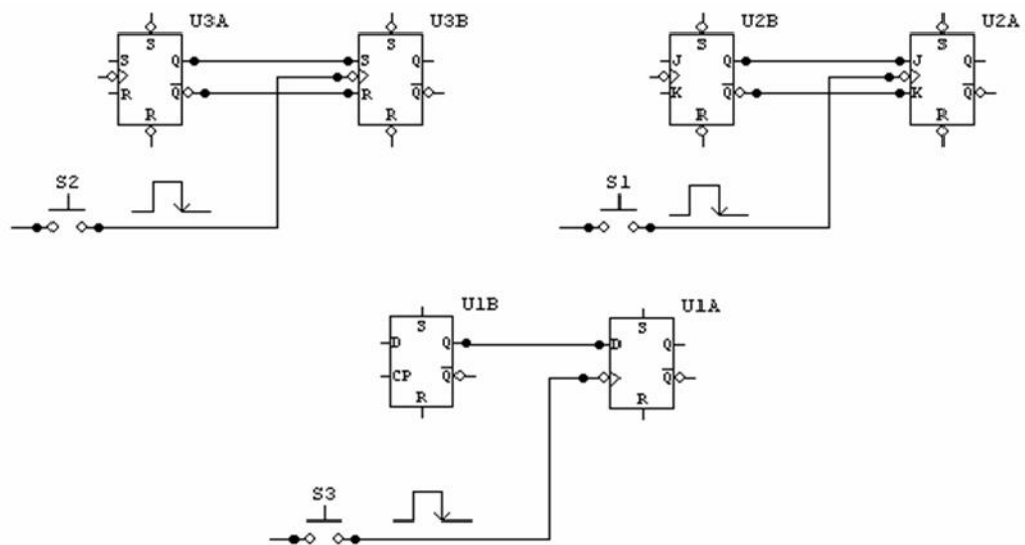 U3A U3B U2B U2A
S S S S
S Q S Q J Q J Q
R Q R Q K Q K Q
R R R R
S2 S1
U1B U1A
S S
D Q D Q
CP Q Q
R R
S3